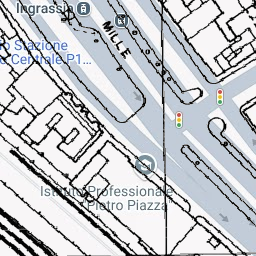 Ingrassia
MILLE
Stazione
Centrale P1...
Istituto Professionale
"Pietro Piazza"